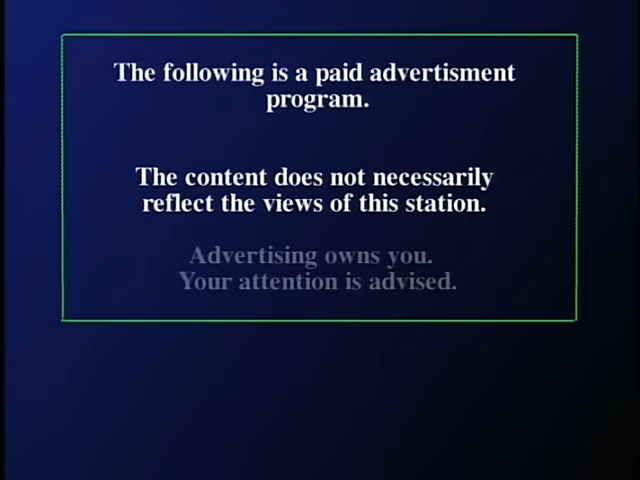 The following is a paid advertisment
program.
The content does not necessarily
reflect the views of this station.
Advertising owns you.
Your attention is advised.